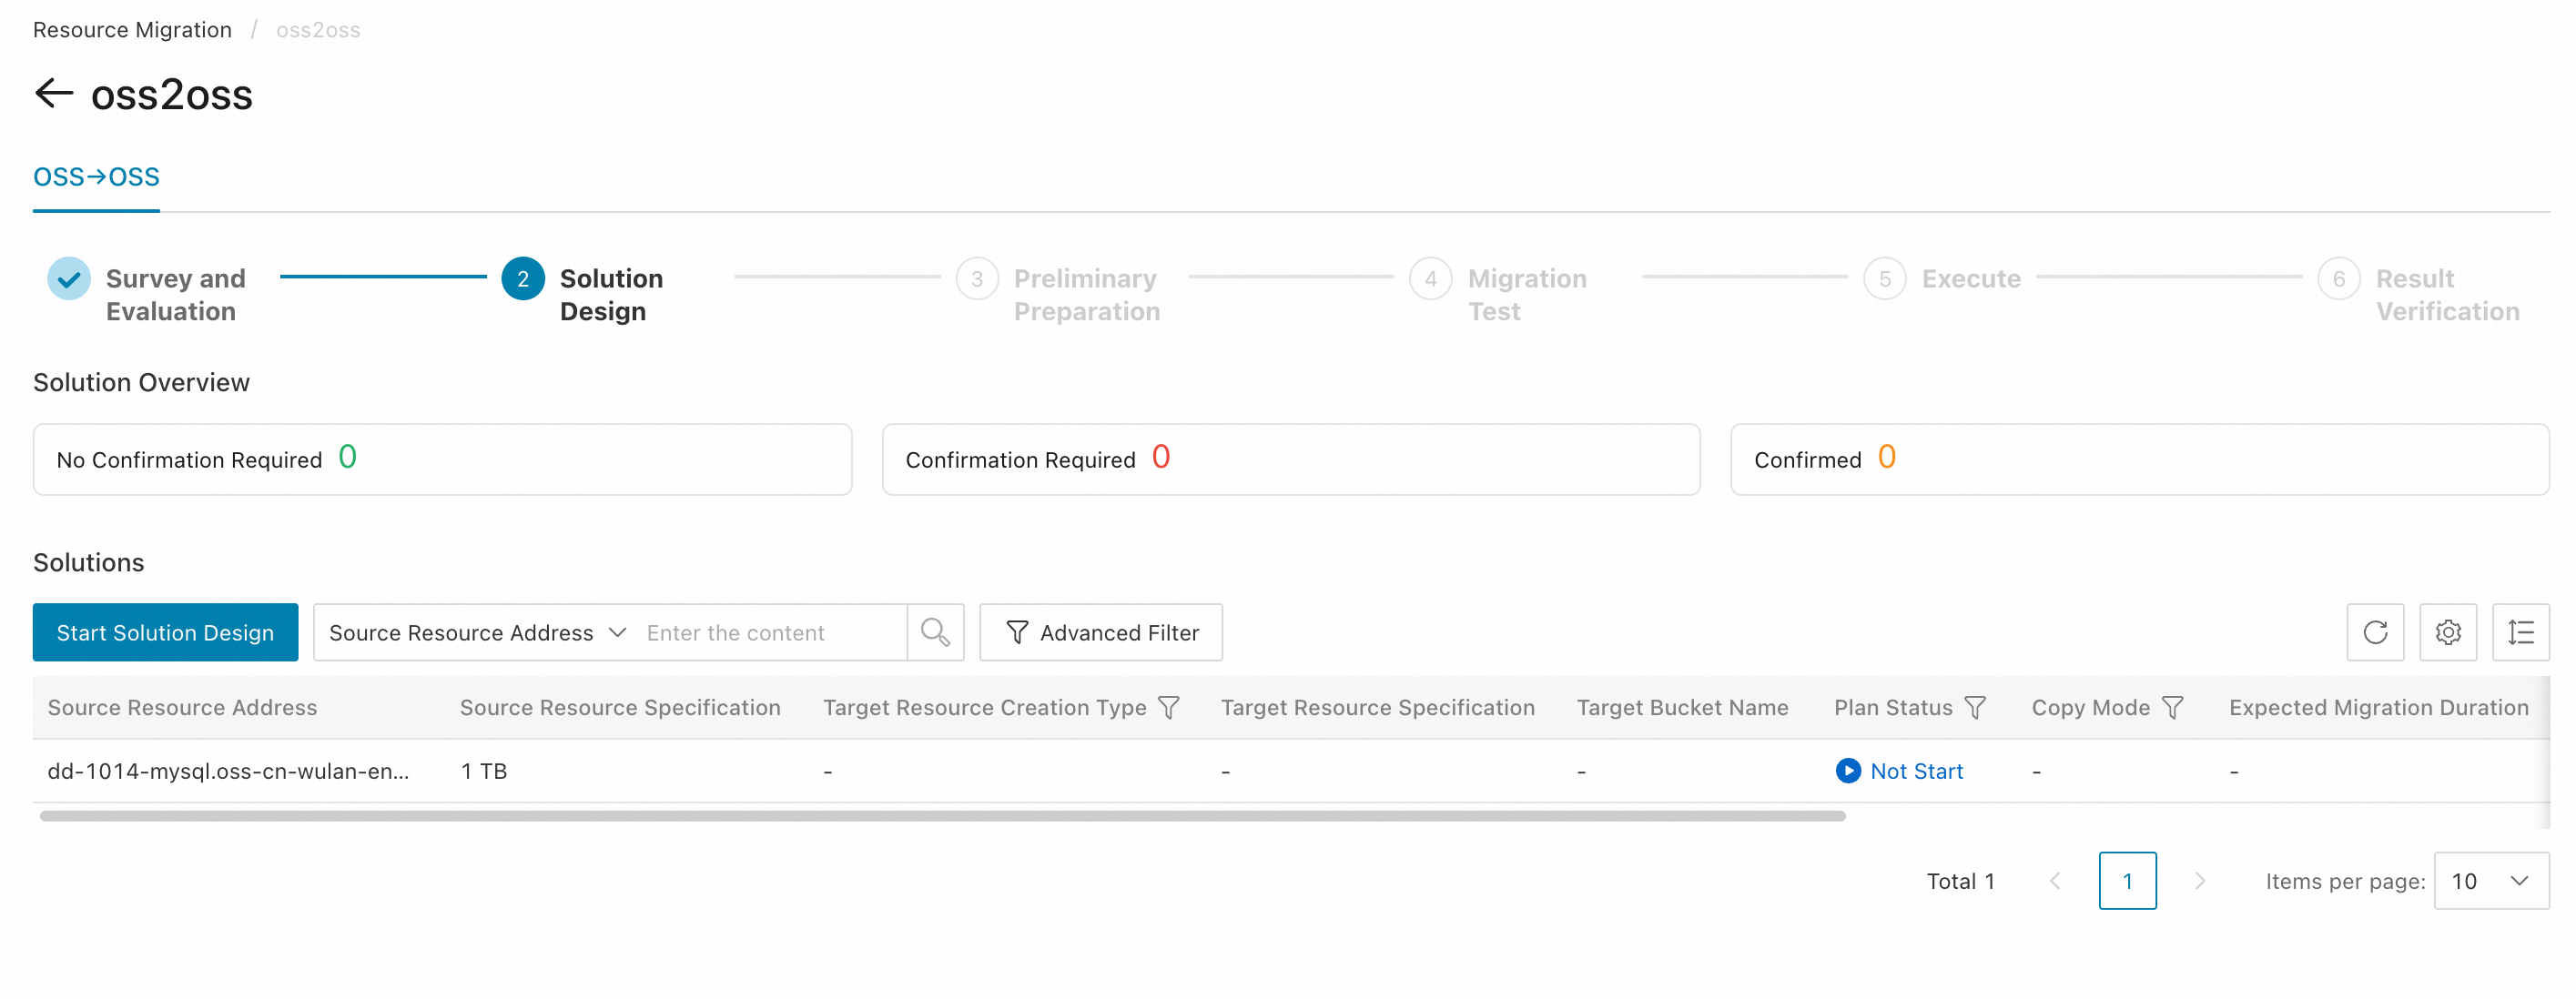 Resource Migration / oss2oss
oss2oss
OSS→OSS
Survey and
Evaluation
2 Solution
Design
3 Preliminary
Preparation
4 Migration
Test
5 Execute
6 Result
Verification
Solution Overview
No Confirmation Required 0
Confirmation Required 0
Confirmed 0
Solutions
Start Solution Design
Source Resource Address
Enter the content
Advanced Filter
Source Resource Address Source Resource Specification Target Resource Creation Type Target Resource Specification Target Bucket Name Plan Status Copy Mode Expected Migration Duration
dd-1014-mysql.oss-cn-wulan-en... 1 TB - - - Not Start - -
Total 1 1 Items per page: 10